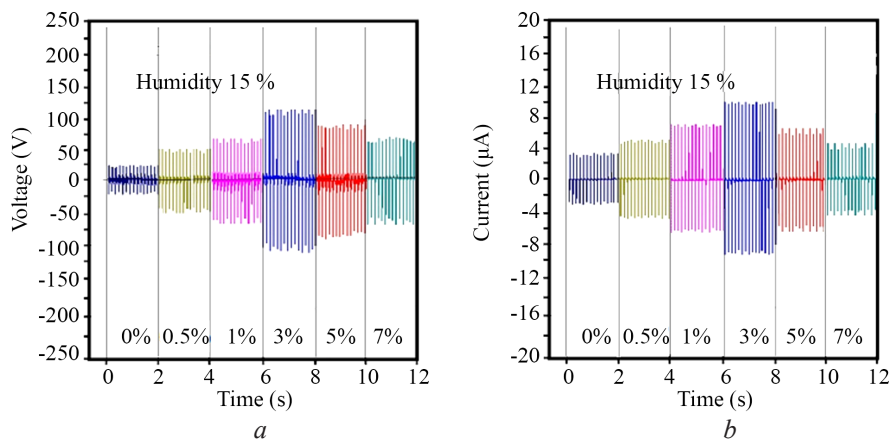 250
200
150
100
50
0
-50
-100
-150
-200
-250
Voltage (V)
Humidity 15 %
0% 0.5% 1% 3% 5% 7%
0 2 4 6 8 10 12
Time (s)
a
20
16
12
8
4
0
-4
-8
-12
-16
-20
Current (μA)
Humidity 15 %
0% 0.5% 1% 3% 5% 7%
0 2 4 6 8 10 12
Time (s)
b